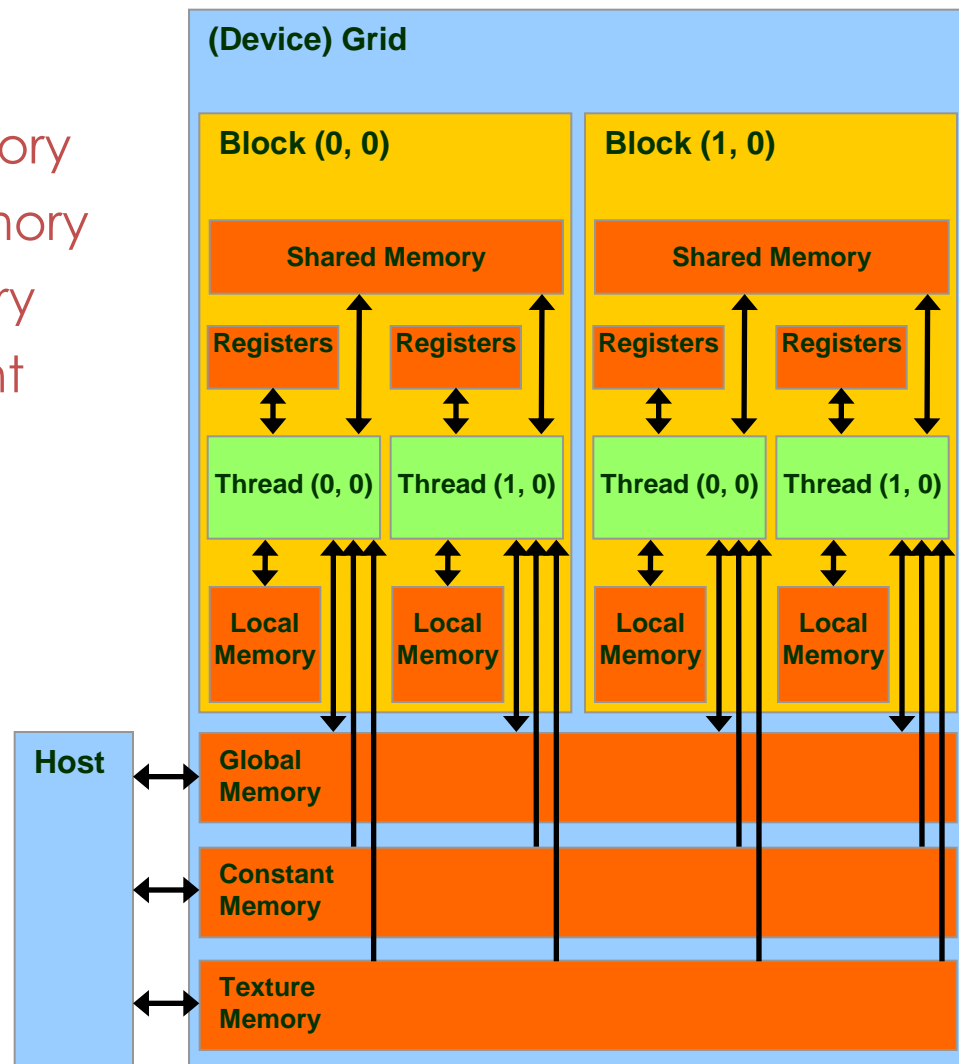 (Device) Grid
ory
nory
ry
nt
Block (0, 0)
Block (1, 0)
Shared Memory
Shared Memory
Registers
Registers
Registers
Registers
Thread (0, 0)
Thread (1, 0)
Thread (0, 0)
Thread (1, 0)
Local
Memory
Local
Memory
Local
Memory
Local
Memory
Host
Global
Memory
Constant
Memory
Texture
Memory